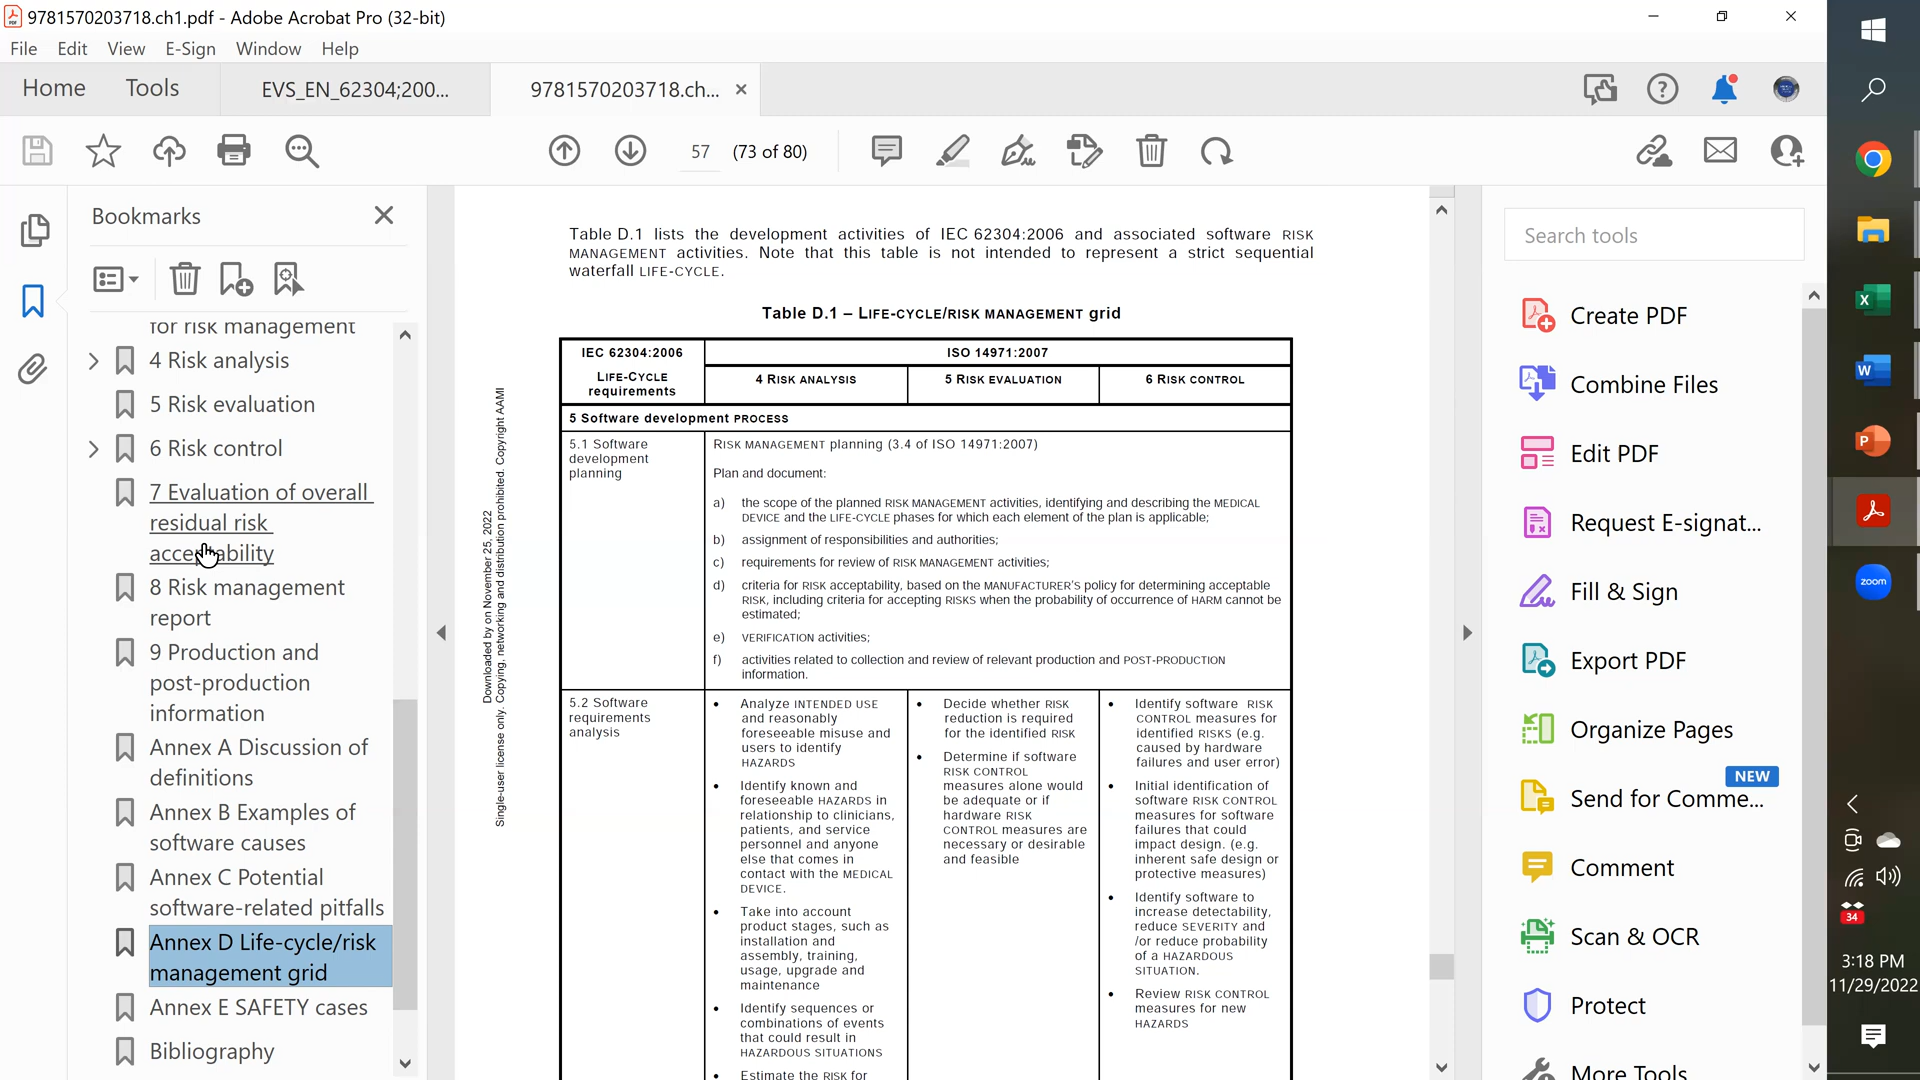 9781570203718.ch1.pdf - Adobe Acrobat Pro (32-bit)
File Edit View E-Sign Window Help
Home Tools EVS_EN_62304;200... 9781570203718.ch...
57 (73 of 80)
Bookmarks
for risk management
4 Risk analysis
5 Risk evaluation
6 Risk control
7 Evaluation of overall
residual risk
acceptability
8 Risk management
report
9 Production and
post-production
information
Annex A Discussion of
definitions
Annex B Examples of
software causes
Annex C Potential
software-related pitfalls
Annex D Life-cycle/risk
management grid
Annex E SAFETY cases
Bibliography
Downloaded by on November 25, 2022
Single-user license only. Copying, networking and distribution prohibited. Copyright AAMI
Table D.1 lists the development activities of IEC 62304:2006 and associated software RISK
MANAGEMENT activities. Note that this table is not intended to represent a strict sequential
waterfall LIFE-CYCLE.
Table D.1 – LIFE-CYCLE/RISK MANAGEMENT grid
IEC 62304:2006
LIFE-CYCLE
requirements
ISO 14971:2007
4 RISK ANALYSIS
5 RISK EVALUATION
6 RISK CONTROL
5 Software development PROCESS
5.1 Software
development
planning
RISK MANAGEMENT planning (3.4 of ISO 14971:2007)
Plan and document:
a) the scope of the planned RISK MANAGEMENT activities, identifying and describing the MEDICAL
DEVICE and the LIFE-CYCLE phases for which each element of the plan is applicable;
b) assignment of responsibilities and authorities;
c) requirements for review of RISK MANAGEMENT activities;
d) criteria for RISK acceptability, based on the MANUFACTURER'S policy for determining acceptable
RISK, including criteria for accepting RISKS when the probability of occurrence of HARM cannot be
estimated;
e) VERIFICATION activities;
f) activities related to collection and review of relevant production and POST-PRODUCTION
information.
5.2 Software
requirements
analysis
• Analyze INTENDED USE
and reasonably
foreseeable misuse and
users to identify
HAZARDS
• Identify known and
foreseeable HAZARDS in
relationship to clinicians,
patients, and service
personnel and anyone
else that comes in
contact with the MEDICAL
DEVICE.
• Take into account
product stages, such as
installation and
assembly, training,
usage, upgrade and
maintenance
• Identify sequences or
combinations of events
that could result in
HAZARDOUS SITUATIONS
• Estimate the RISK for
• Decide whether RISK
reduction is required
for the identified RISK
• Determine if software
RISK CONTROL
measures alone would
be adequate or if
hardware RISK
CONTROL measures are
necessary or desirable
and feasible
• Identify software RISK
CONTROL measures for
identified RISKS (e.g.
caused by hardware
failures and user error)
• Initial identification of
software RISK CONTROL
measures for software
failures that could
impact design. (e.g.
inherent safe design or
protective measures)
• Identify software to
increase detectability,
reduce SEVERITY and
/or reduce probability
of a HAZARDOUS
SITUATION.
• Review RISK CONTROL
measures for new
HAZARDS
Search tools
Create PDF
Combine Files
Edit PDF
Request E-signat...
Fill & Sign
Export PDF
Organize Pages
NEW
Send for Comme...
Comment
Scan & OCR
Protect
More Tools
zoom
34
3:18 PM
11/29/2022